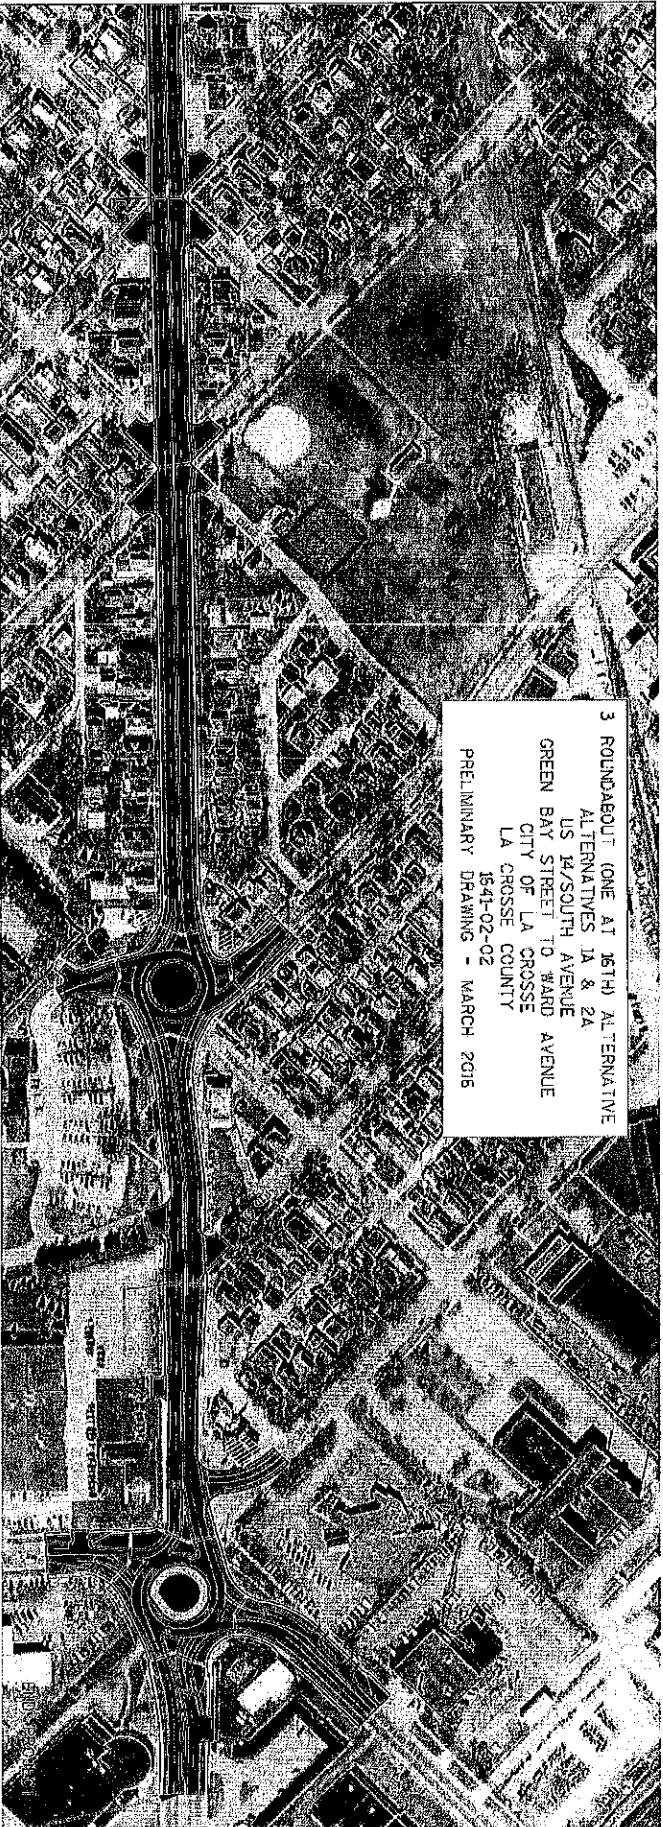 3 ROUNDABOUT (ONE AT 16TH) ALTERNATIVE
ALTERNATIVES 1A & 2A
US 14/SOUTH AVENUE
GREEN BAY STREET TO WARD AVENUE
CITY OF LA CROSSE
LA CROSSE COUNTY
1641-02-02
PRELIMINARY DRAWING - MARCH 2016
END